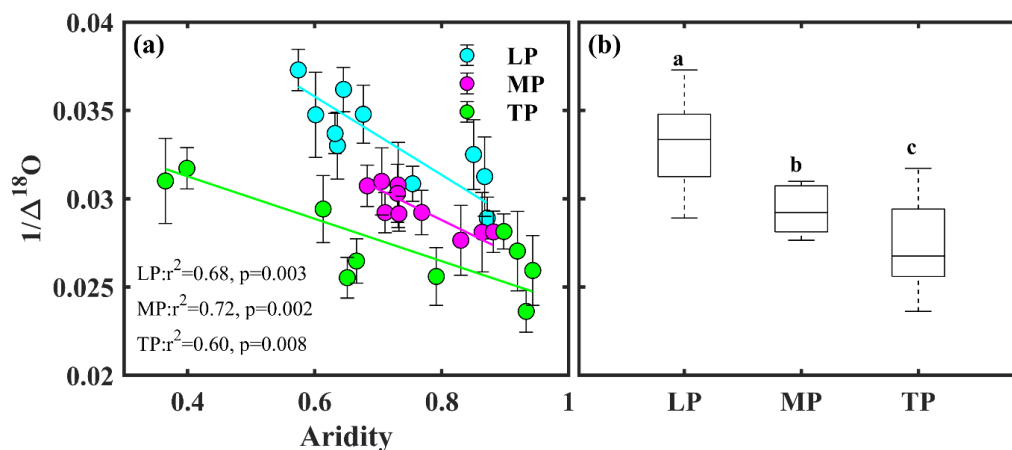 (a)
LP
MP
TP
1/Δ¹⁸O
0.04
0.035
0.03
0.025
0.02
LP:r²=0.68, p=0.003
MP:r²=0.72, p=0.002
TP:r²=0.60, p=0.008
0.4 0.6 0.8 1
Aridity
(b)
a
b
c
LP MP TP